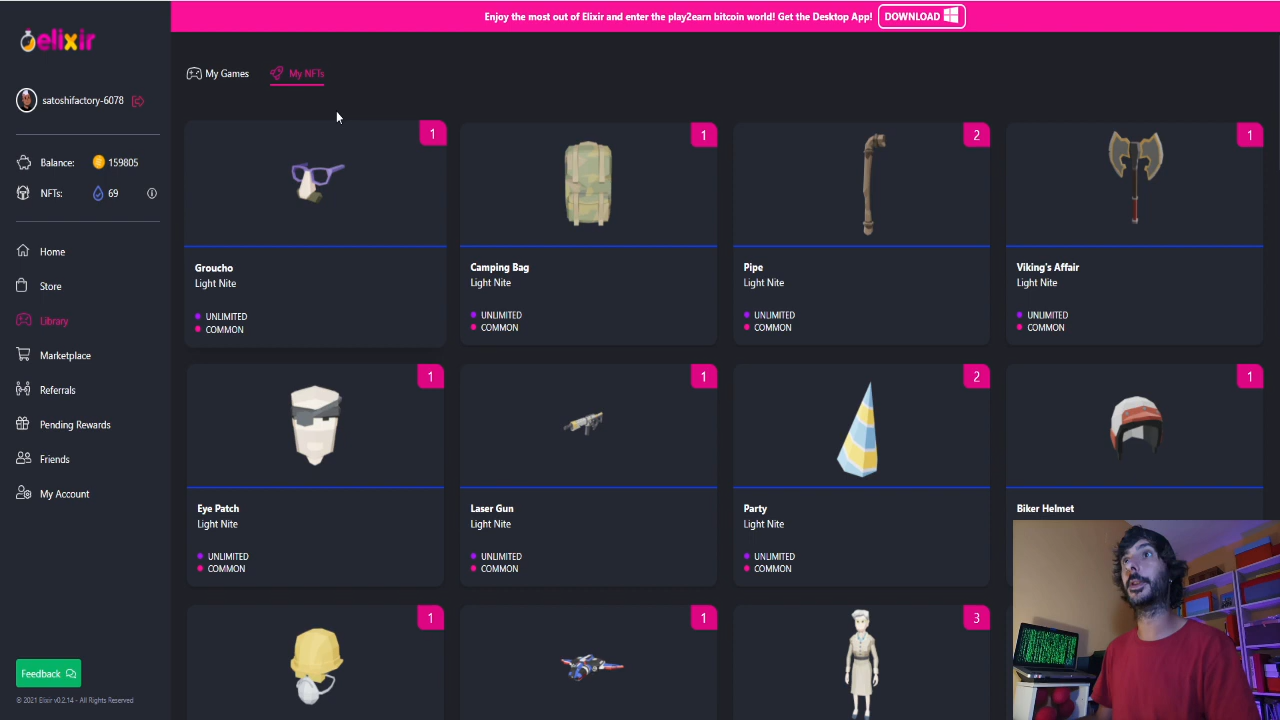 Enjoy the most out of Elixir and enter the play2earn bitcoin world! Get the Desktop App! DOWNLOAD
elixir
satoshifactory-6078
Balance: 159805
NFTs: 69
Home
Store
Library
Marketplace
Referrals
Pending Rewards
Friends
My Account
Feedback
© 2021 Elixir v0.2.14 - All Rights Reserved
My Games My NFTs
1
1
2
1
Groucho
Light Nite
UNLIMITED
COMMON
Camping Bag
Light Nite
UNLIMITED
COMMON
Pipe
Light Nite
UNLIMITED
COMMON
Viking's Affair
Light Nite
UNLIMITED
COMMON
1
1
2
1
Eye Patch
Light Nite
UNLIMITED
COMMON
Laser Gun
Light Nite
UNLIMITED
COMMON
Party
Light Nite
UNLIMITED
COMMON
Biker Helmet
1
1
3